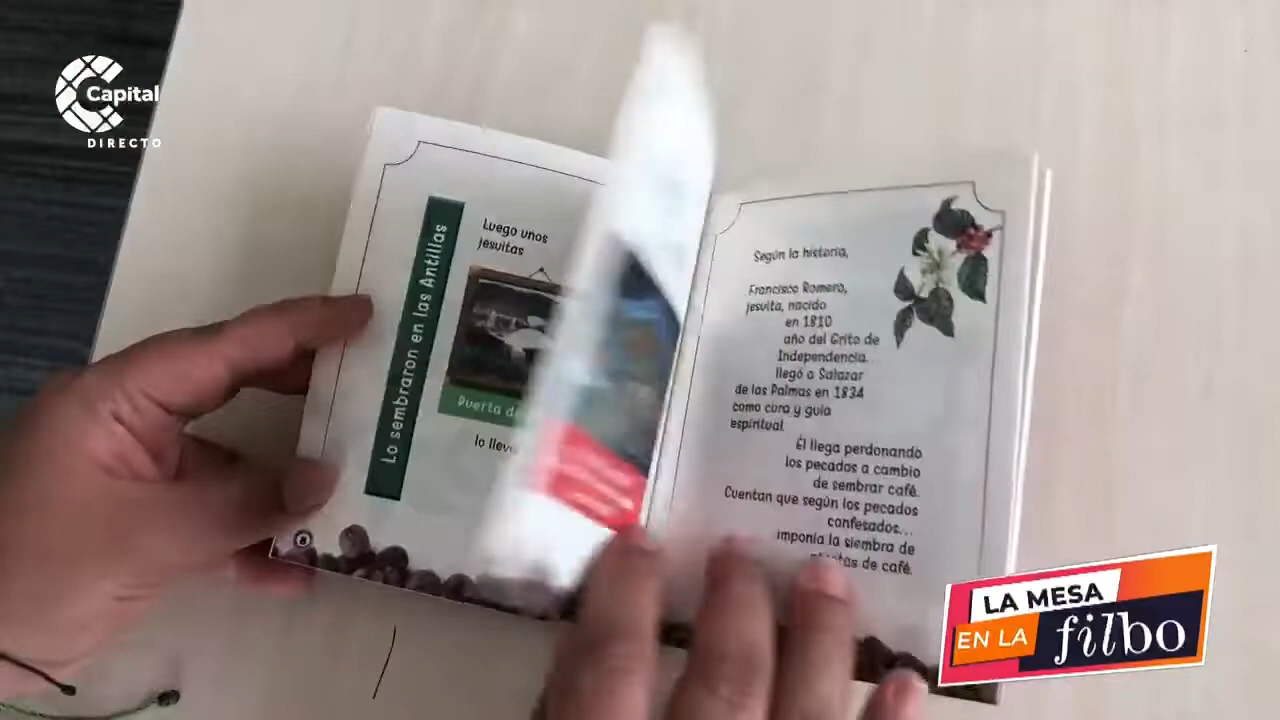 Capital
DIRECTO
Lo sembraron en las Antillas
Luego unos
jesuitas
Puerta
lo
Según la historia,
Francisco Romero,
jesuita, nacido
en 1810
año del Grito de
Independencia...
llegó a Salazar
de las Palmas en 1834
como cura y guía
espiritual
Él llega perdonando
los pecados a cambio
de sembrar café.
Cuentan que según los pecados
confesados...
imponía la siembra de
de café.
LA MESA
EN LA filbo